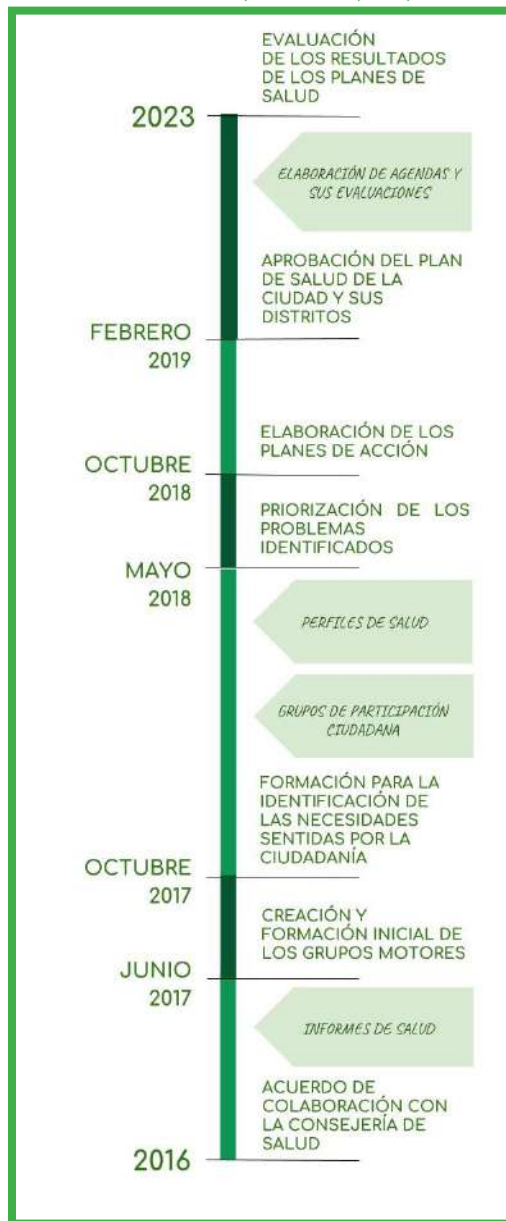 EVALUACIÓN
DE LOS RESULTADOS
DE LOS PLANES DE
SALUD
2023
ELABORACIÓN DE AGENDAS Y
SUS EVALUACIONES
APROBACIÓN DEL PLAN
DE SALUD DE LA
CIUDAD Y SUS
DISTRITOS
FEBRERO
2019
ELABORACIÓN DE LOS
PLANES DE ACCIÓN
OCTUBRE
2018
PRIORIZACIÓN DE LOS
PROBLEMAS
IDENTIFICADOS
MAYO
2018
PERFILES DE SALUD
GRUPOS DE PARTICIPACIÓN
CIUDADANA
FORMACIÓN PARA LA
IDENTIFICACIÓN DE
LAS NECESIDADES
SENTIDAS POR LA
CIUDADANÍA
OCTUBRE
2017
CREACIÓN Y
FORMACIÓN INICIAL DE
LOS GRUPOS MOTORES
JUNIO
2017
INFORMES DE SALUD
ACUERDO DE
COLABORACIÓN CON
LA CONSEJERÍA DE
SALUD
2016